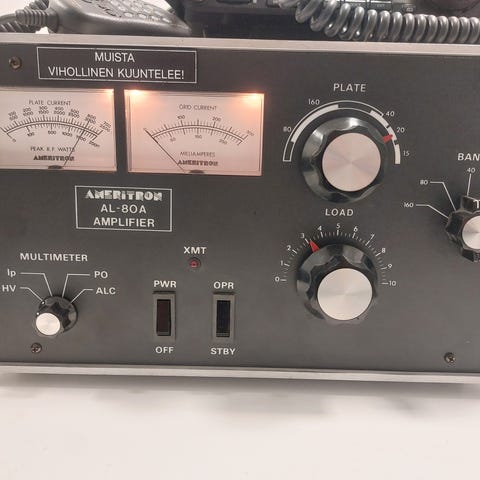 MUISTA
VIHOLLINEN KUUNTELEE!
PLATE CURRENT
PEAK R.F. WATTS
AMERITRON
GRID CURRENT
MILLIAMPERES
AMERITRON
AMERITRON
AL-80A
AMPLIFIER
MULTIMETER
Ip
PO
HV
ALC
XMT
PWR
OPR
OFF
STBY
PLATE
160
40
80
20
15
LOAD
0 1 2 3 4 5 6 7 8 9 10
BAN
40
80
160